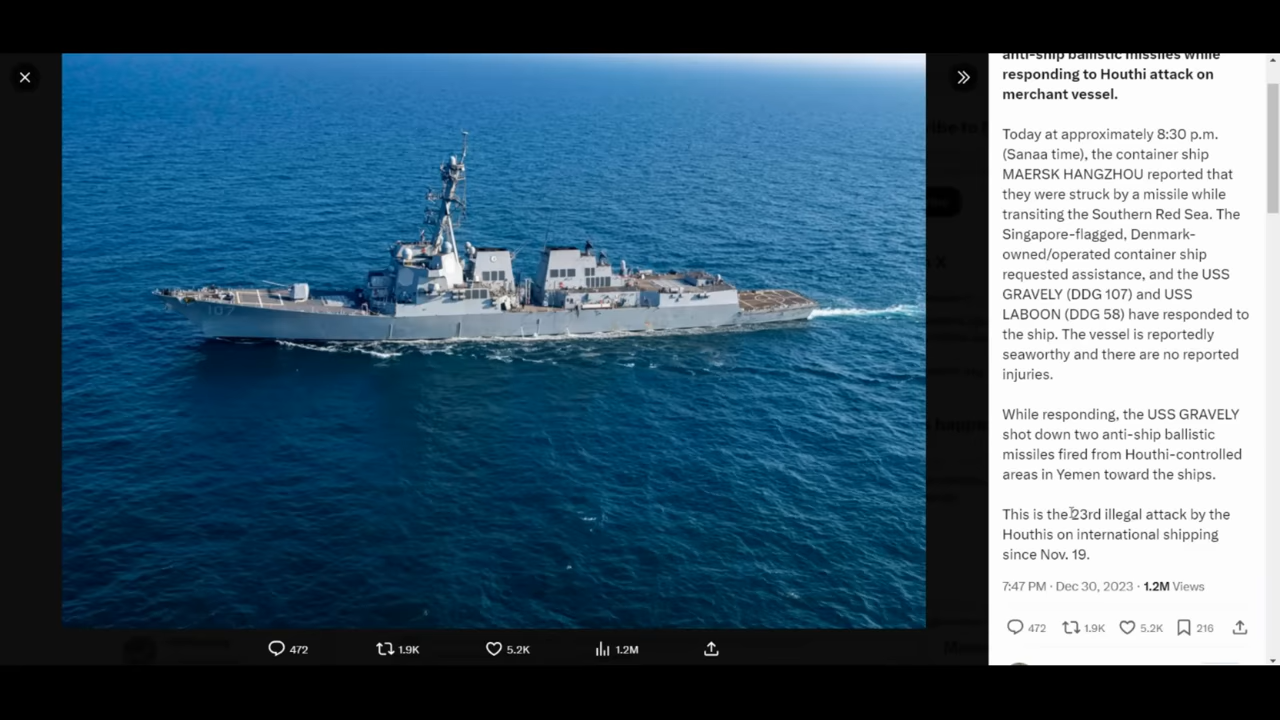 anti-ship ballistic missiles while
responding to Houthi attack on
merchant vessel.
Today at approximately 8:30 p.m.
(Sanaa time), the container ship
MAERSK HANGZHOU reported that
they were struck by a missile while
transiting the Southern Red Sea. The
Singapore-flagged, Denmark-
owned/operated container ship
requested assistance, and the USS
GRAVELY (DDG 107) and USS
LABOON (DDG 58) have responded to
the ship. The vessel is reportedly
seaworthy and there are no reported
injuries.
While responding, the USS GRAVELY
shot down two anti-ship ballistic
missiles fired from Houthi-controlled
areas in Yemen toward the ships.
This is the 23rd illegal attack by the
Houthis on international shipping
since Nov. 19.
7:47 PM · Dec 30, 2023 · 1.2M Views
472 1.9K 5.2K 216
107
472 1.9K 5.2K 1.2M